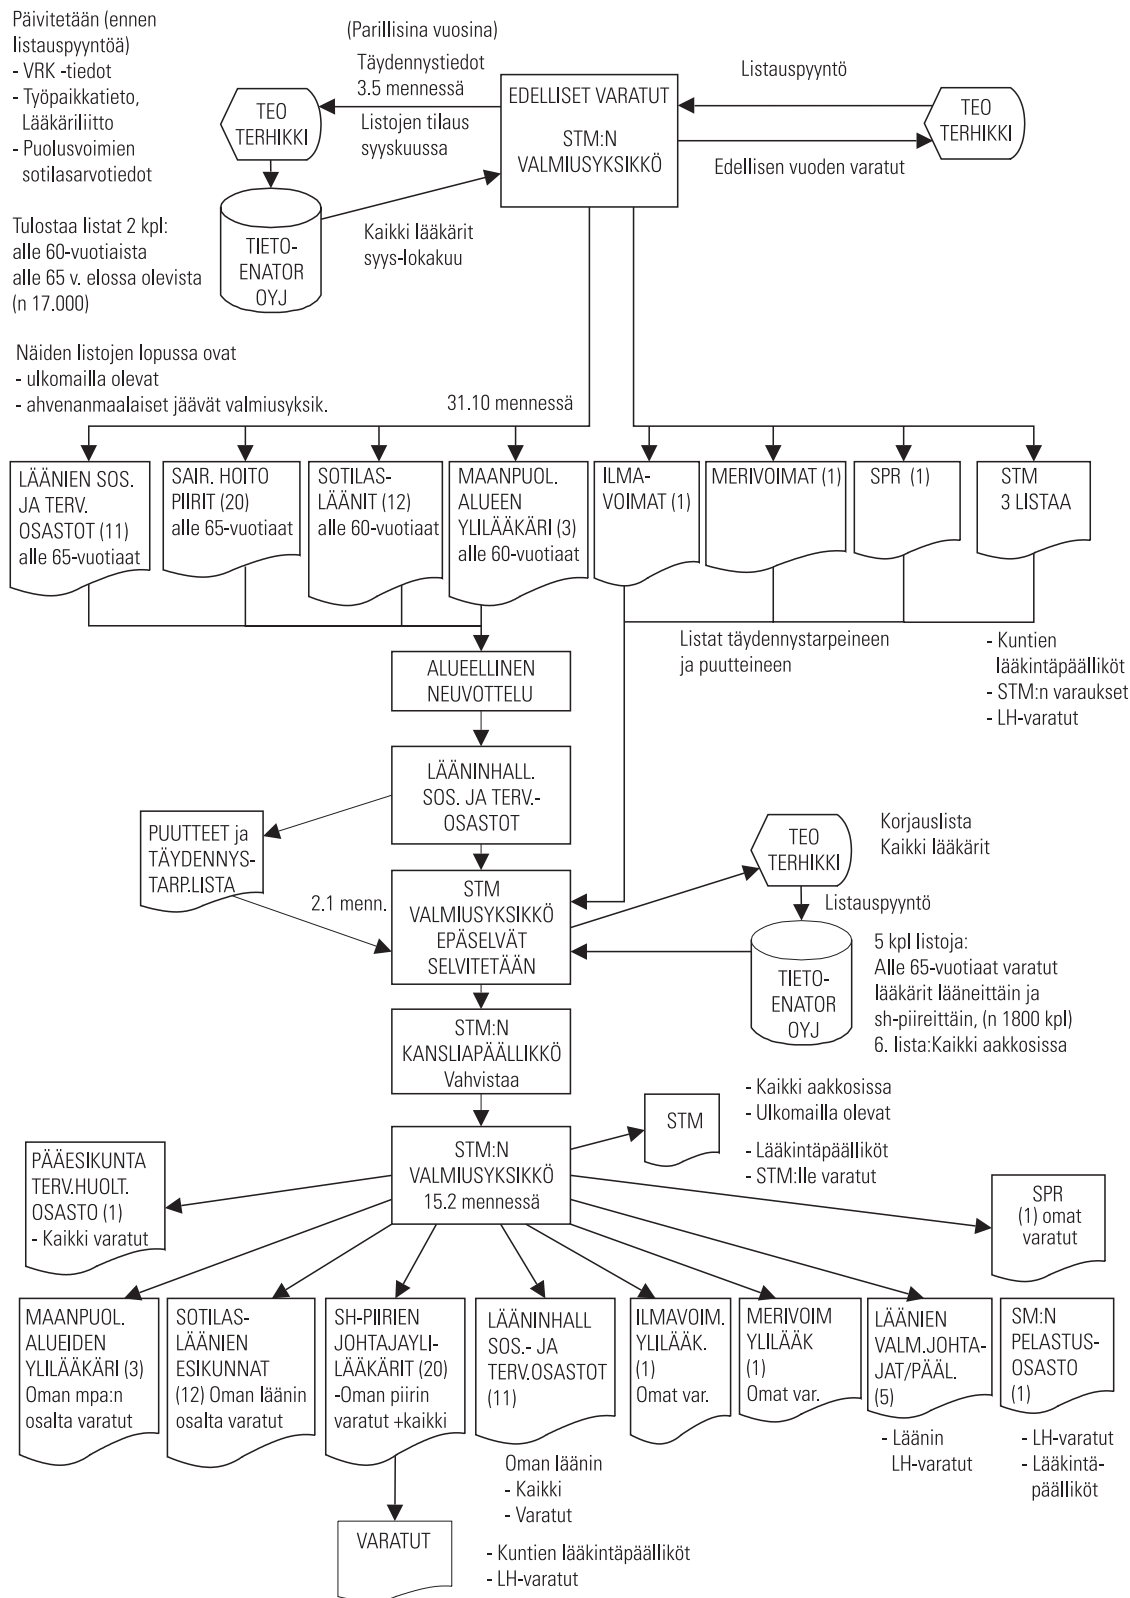 Päivitetään (ennen
listauspyyntöä)
- VRK -tiedot
- Työpaikkatieto,
Lääkäriliitto
- Puolusvoimien
sotilasarvotiedot
(Parillisina vuosina)
Täydennystiedot
3.5 mennessä
Listojen tilaus
syyskuussa
TEO
TERHIKKI
EDELLISET VARATUT
STM:N
VALMIUSYKSIKKÖ
Listauspyyntö
Edellisen vuoden varatut
TEO
TERHIKKI
Tulostaa listat 2 kpl:
alle 60-vuotiaista
alle 65 v. elossa olevista
(n 17.000)
TIETO-
ENATOR
OYJ
Kaikki lääkärit
syys-lokakuu
Näiden listojen lopussa ovat
- ulkomailla olevat
- ahvenanmaalaiset jäävät valmiusyksik.
31.10 mennessä
LÄÄNIEN SOS.
JA TERV.
OSASTOT (11)
alle 65-vuotiaat
SAIR. HOITO
PIIRIT (20)
alle 65-vuotiaat
SOTILAS-
LÄÄNIT (12)
alle 60-vuotiaat
MAANPUOL.
ALUEEN
YLILÄÄKÄRI (3)
alle 60-vuotiaat
ILMA-
VOIMAT (1)
MERIVOIMAT (1)
SPR (1)
STM
3 LISTAA
Listat täydennystarpeineen
ja puutteineen
- Kuntien
lääkintäpäälliköt
- STM:n varaukset
- LH-varatut
ALUEELLINEN
NEUVOTTELU
LÄÄNINHALL.
SOS. JA TERV.-
OSASTOT
PUUTTEET ja
TÄYDENNYS-
TARP.LISTA
2.1 menn.
STM
VALMIUSYKSIKKÖ
EPÄSELVÄT
SELVITETÄÄN
TEO
TERHIKKI
Korjauslista
Kaikki lääkärit
Listauspyyntö
TIETO-
ENATOR
OYJ
5 kpl listoja:
Alle 65-vuotiaat varatut
lääkärit lääneittäin ja
sh-piireittäin, (n 1800 kpl)
6. lista:Kaikki aakkosissa
STM:N
KANSLIAPÄÄLLIKKÖ
Vahvistaa
STM:N
VALMIUSYKSIKKÖ
15.2 mennessä
STM
- Kaikki aakkosissa
- Ulkomailla olevat
- Lääkintäpäälliköt
- STM:lle varatut
PÄÄESIKUNTA
TERV.HUOLT.
OSASTO (1)
- Kaikki varatut
SPR
(1) omat
varatut
MAANPUOL.
ALUEIDEN
YLILÄÄKÄRI (3)
Oman mpa:n
osalta varatut
SOTILAS-
LÄÄNIEN
ESIKUNNAT
(12) Oman läänin
osalta varatut
SH-PIIRIEN
JOHTAJAYLI-
LÄÄKÄRIT (20)
-Oman piirin
varatut +kaikki
LÄÄNINHALL
SOS.- JA
TERV.OSASTOT
(11)
ILMAVOIM.
YLILÄÄK.
(1)
Omat var.
MERIVOIM
YLILÄÄK
(1)
Omat var.
LÄÄNIEN
VALM.JOHTA-
JAT/PÄÄL.
(5)
SM:N
PELASTUS-
OSASTO
(1)
Oman läänin
- Kaikki
- Varatut
- Läänin
LH-varatut
- LH-varatut
- Lääkintä-
päälliköt
VARATUT
- Kuntien lääkintäpäälliköt
- LH-varatut